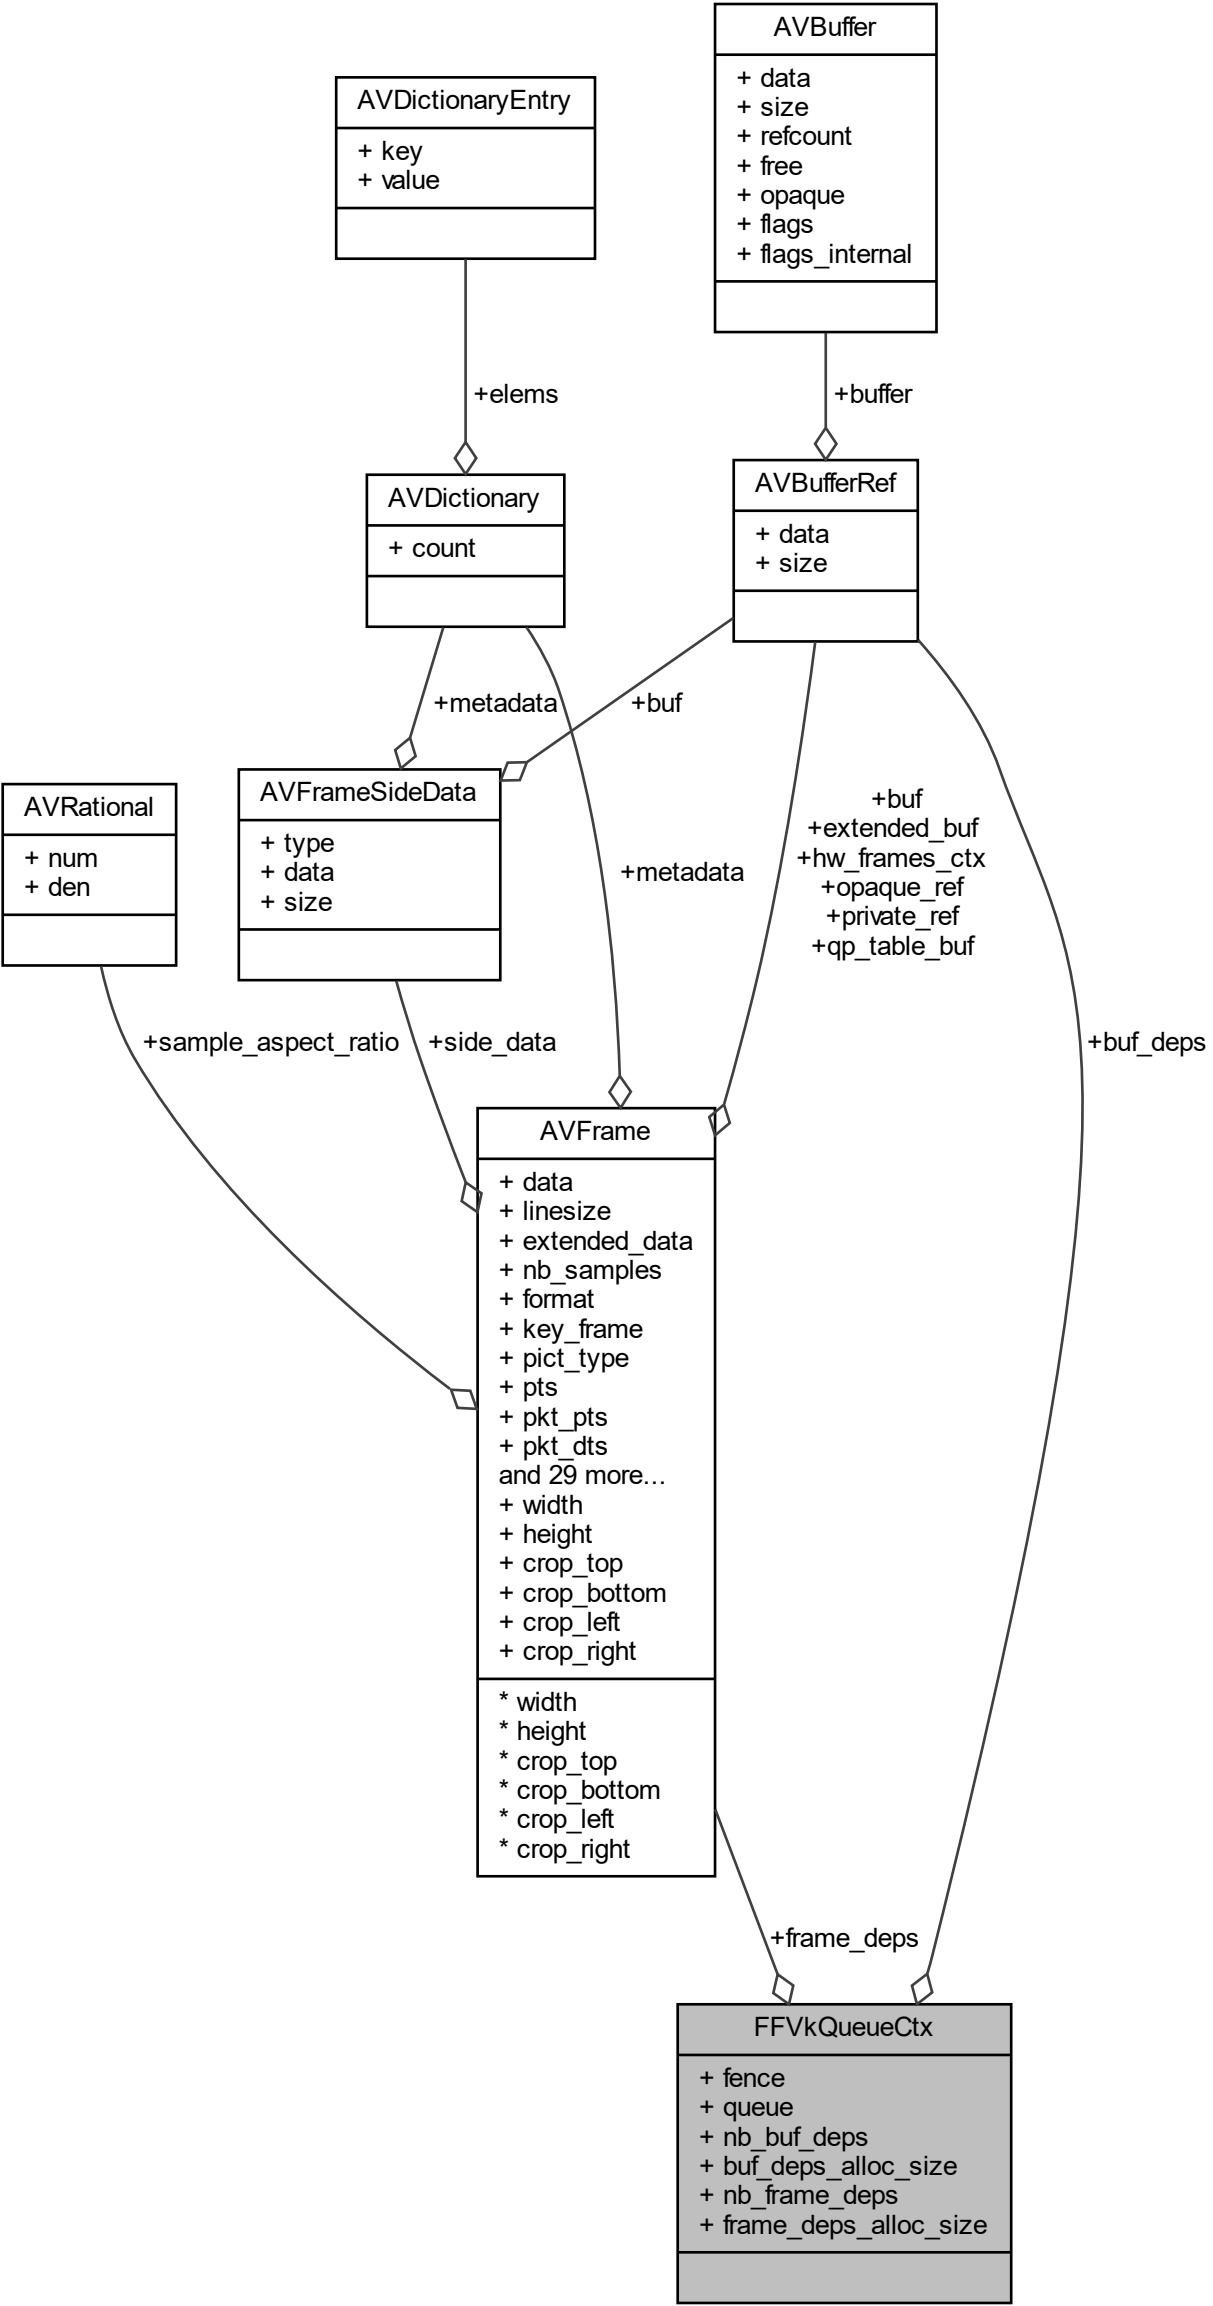 AVBuffer
+ data
+ size
+ refcount
+ free
+ opaque
+ flags
+ flags_internal
AVDictionaryEntry
+ key
+ value
+elems
+buffer
AVDictionary
+ count
AVBufferRef
+ data
+ size
+metadata
+buf
AVRational
+ num
+ den
AVFrameSideData
+ type
+ data
+ size
+metadata
+buf
+extended_buf
+hw_frames_ctx
+opaque_ref
+private_ref
+qp_table_buf
+sample_aspect_ratio
+side_data
+buf_deps
AVFrame
+ data
+ linesize
+ extended_data
+ nb_samples
+ format
+ key_frame
+ pict_type
+ pts
+ pkt_pts
+ pkt_dts
and 29 more...
+ width
+ height
+ crop_top
+ crop_bottom
+ crop_left
+ crop_right
* width
* height
* crop_top
* crop_bottom
* crop_left
* crop_right
+frame_deps
FFVkQueueCtx
+ fence
+ queue
+ nb_buf_deps
+ buf_deps_alloc_size
+ nb_frame_deps
+ frame_deps_alloc_size